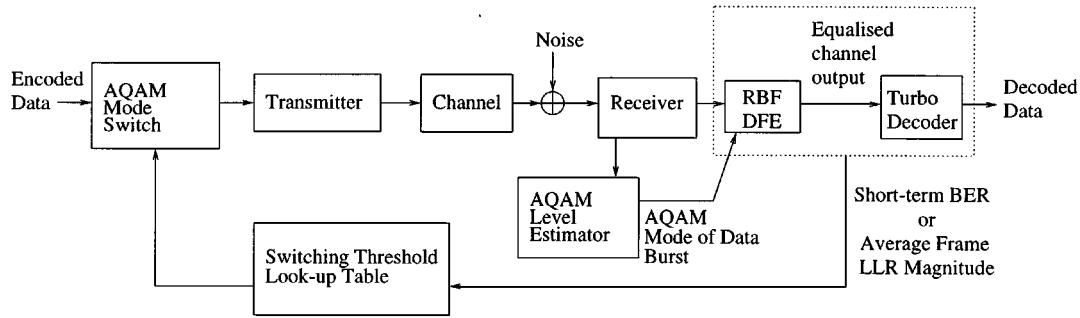 Encoded
Data
AQAM
Mode
Switch
Transmitter
Channel
Noise
Receiver
Equalised
channel
output
RBF
DFE
Turbo
Decoder
Decoded
Data
AQAM
Level
Estimator
AQAM
Mode of Data
Burst
Short-term BER
or
Average Frame
LLR Magnitude
Switching Threshold
Look-up Table